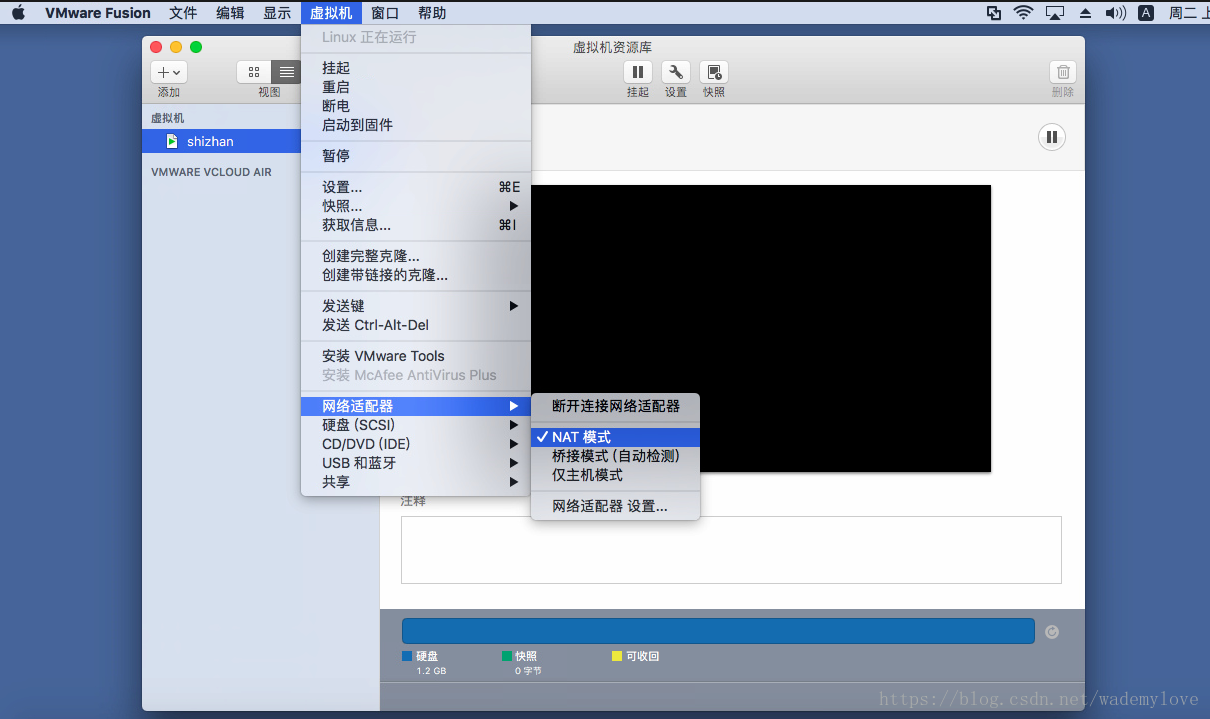 VMware Fusion 文件 编辑 显示 虚拟机 窗口 帮助 A 周二 上
虚拟机资源库
添加 视图 挂起 设置 快照 删除
虚拟机
shizhan
VMWARE VCLOUD AIR
Linux 正在运行
挂起
重启
断电
启动到固件
暂停
设置... ⌘E
快照...
获取信息... ⌘I
创建完整克隆...
创建带链接的克隆...
发送键
发送 Ctrl-Alt-Del
安装 VMware Tools
安装 McAfee AntiVirus Plus
网络适配器
硬盘 (SCSI)
CD/DVD (IDE)
USB 和蓝牙
共享
断开连接网络适配器
✓ NAT 模式
桥接模式 (自动检测)
仅主机模式
网络适配器 设置...
注释
硬盘 快照 可收回
1.2 GB 0 字节
https://blog.csdn.net/wademylove